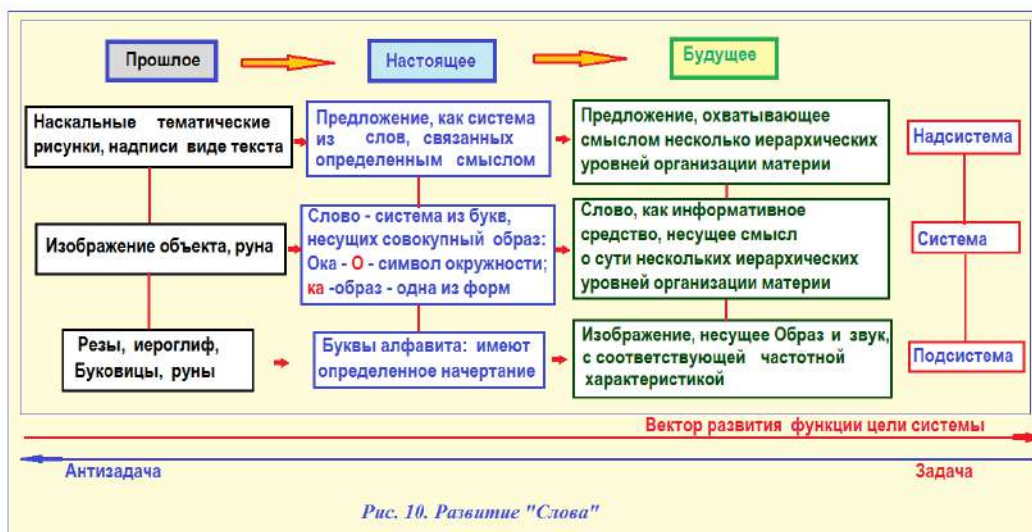 Прошлое
Настоящее
Будущее
Наскальные тематические
рисунки, надписи виде текста
Предложение, как система
из слов, связанных
определенным смыслом
Предложение, охватывающее
смыслом несколько иерархических
уровней организации материи
Надсистема
Изображение объекта, руна
Слово - система из букв,
несущих совокупный образ:
Ока - О - символ окружности;
ка -образ - одна из форм
Слово, как информативное
средство, несущее смысл
о сути нескольких иерархических
уровней организации материи
Система
Резы, иероглиф,
Буковицы, руны
Буквы алфавита: имеют
определенное начертание
Изображение, несущее Образ и звук,
с соответствующей частотной
характеристикой
Подсистема
Вектор развития функции цели системы
Антизадача
Задача
Рис. 10. Развитие "Слова"